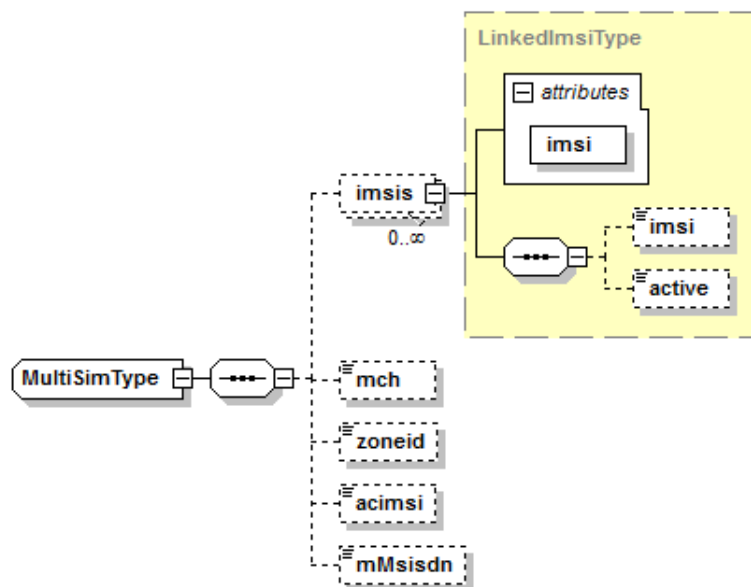 LinkedImsiType
attributes
imsi
imsis
0..∞
imsi
active
MultiSimType
mch
zoneid
acimsi
mMsisdn